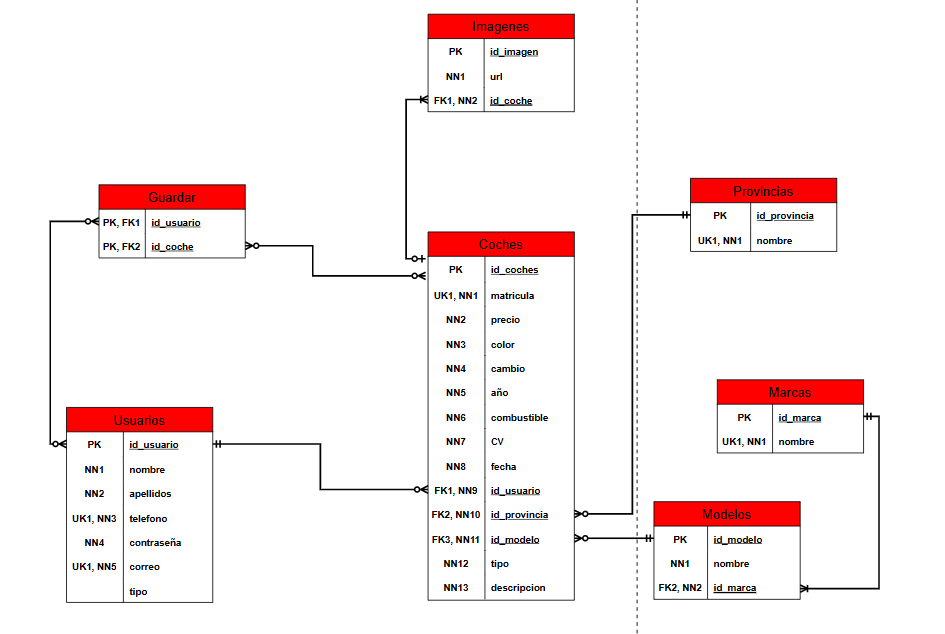 Imagenes
PK id_imagen
NN1 url
FK1, NN2 id_coche
Guardar
PK, FK1 id_usuario
PK, FK2 id_coche
Provincias
PK id_provincia
UK1, NN1 nombre
Coches
PK id_coches
UK1, NN1 matricula
NN2 precio
NN3 color
NN4 cambio
NN5 año
NN6 combustible
NN7 CV
NN8 fecha
FK1, NN9 id_usuario
FK2, NN10 id_provincia
FK3, NN11 id_modelo
NN12 tipo
NN13 descripcion
Marcas
PK id_marca
UK1, NN1 nombre
Usuarios
PK id_usuario
NN1 nombre
NN2 apellidos
UK1, NN3 telefono
NN4 contraseña
UK1, NN5 correo
tipo
Modelos
PK id_modelo
NN1 nombre
FK2, NN2 id_marca